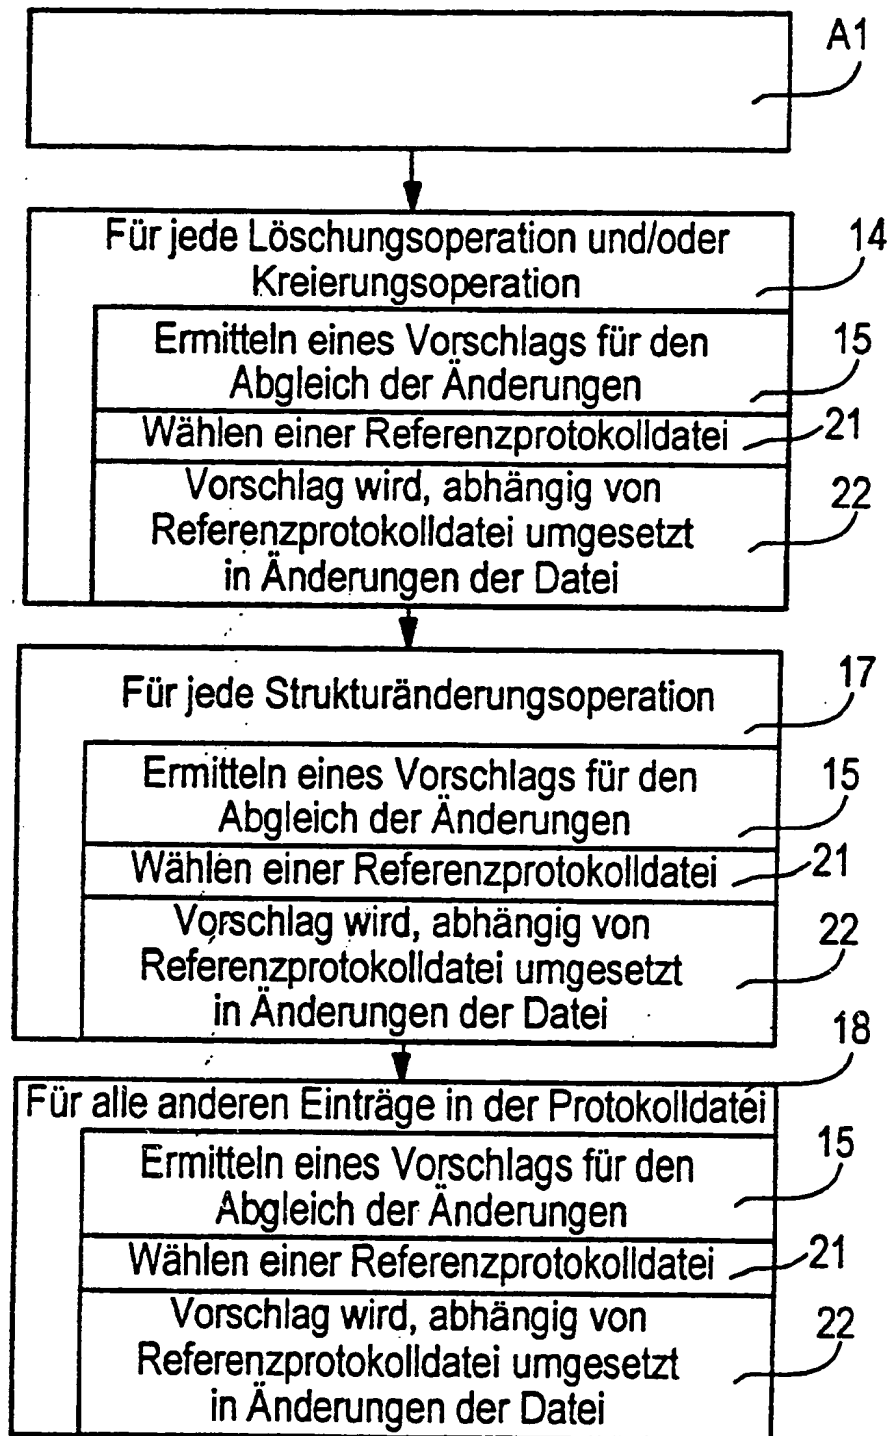 A1
Für jede Löschungsoperation und/oder
Kreierungsoperation
14
Ermitteln eines Vorschlags für den
Abgleich der Änderungen
15
Wählen einer Referenzprotokolldatei
21
Vorschlag wird, abhängig von
Referenzprotokolldatei umgesetzt
in Änderungen der Datei
22
Für jede Strukturänderungsoperation
17
Ermitteln eines Vorschlags für den
Abgleich der Änderungen
15
Wählen einer Referenzprotokolldatei
21
Vorschlag wird, abhängig von
Referenzprotokolldatei umgesetzt
in Änderungen der Datei
22
18
Für alle anderen Einträge in der Protokolldatei
Ermitteln eines Vorschlags für den
Abgleich der Änderungen
15
Wählen einer Referenzprotokolldatei
21
Vorschlag wird, abhängig von
Referenzprotokolldatei umgesetzt
in Änderungen der Datei
22